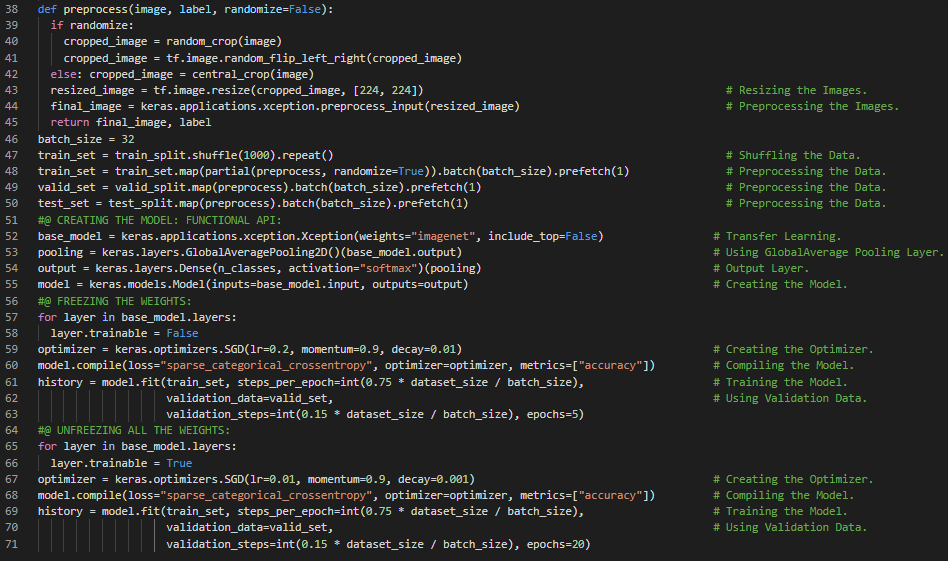 38 def preprocess(image, label, randomize=False):
39 if randomize:
40 cropped_image = random_crop(image)
41 cropped_image = tf.image.random_flip_left_right(cropped_image)
42 else: cropped_image = central_crop(image)
43 resized_image = tf.image.resize(cropped_image, [224, 224]) # Resizing the Images.
44 final_image = keras.applications.xception.preprocess_input(resized_image) # Preprocessing the Images.
45 return final_image, label
46 batch_size = 32
47 train_set = train_split.shuffle(1000).repeat() # Shuffling the Data.
48 train_set = train_set.map(partial(preprocess, randomize=True)).batch(batch_size).prefetch(1) # Preprocessing the Data.
49 valid_set = valid_split.map(preprocess).batch(batch_size).prefetch(1) # Preprocessing the Data.
50 test_set = test_split.map(preprocess).batch(batch_size).prefetch(1) # Preprocessing the Data.
51 #@ CREATING THE MODEL: FUNCTIONAL API:
52 base_model = keras.applications.xception.Xception(weights="imagenet", include_top=False) # Transfer Learning.
53 pooling = keras.layers.GlobalAveragePooling2D()(base_model.output) # Using GlobalAverage Pooling Layer.
54 output = keras.layers.Dense(n_classes, activation="softmax")(pooling) # Output Layer.
55 model = keras.models.Model(inputs=base_model.input, outputs=output) # Creating the Model.
56 #@ FREEZING THE WEIGHTS:
57 for layer in base_model.layers:
58 layer.trainable = False
59 optimizer = keras.optimizers.SGD(lr=0.2, momentum=0.9, decay=0.01) # Creating the Optimizer.
60 model.compile(loss="sparse_categorical_crossentropy", optimizer=optimizer, metrics=["accuracy"]) # Compiling the Model.
61 history = model.fit(train_set, steps_per_epoch=int(0.75 * dataset_size / batch_size), # Training the Model.
62 validation_data=valid_set, # Using Validation Data.
63 validation_steps=int(0.15 * dataset_size / batch_size), epochs=5)
64 #@ UNFREEZING ALL THE WEIGHTS:
65 for layer in base_model.layers:
66 layer.trainable = True
67 optimizer = keras.optimizers.SGD(lr=0.01, momentum=0.9, decay=0.001) # Creating the Optimizer.
68 model.compile(loss="sparse_categorical_crossentropy", optimizer=optimizer, metrics=["accuracy"]) # Compiling the Model.
69 history = model.fit(train_set, steps_per_epoch=int(0.75 * dataset_size / batch_size), # Training the Model.
70 validation_data=valid_set, # Using Validation Data.
71 validation_steps=int(0.15 * dataset_size / batch_size), epochs=20)